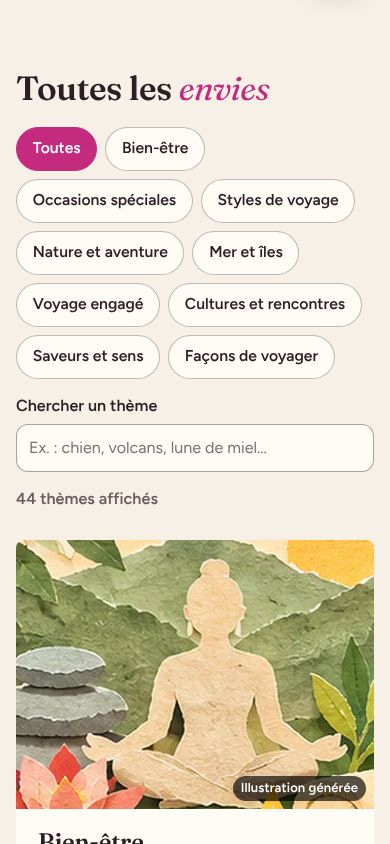 Toutes les envies
Toutes
Bien-être
Occasions spéciales
Styles de voyage
Nature et aventure
Mer et îles
Voyage engagé
Cultures et rencontres
Saveurs et sens
Façons de voyager
Chercher un thème
Ex. : chien, volcans, lune de miel...
44 thèmes affichés
Illustration générée
Bien-être